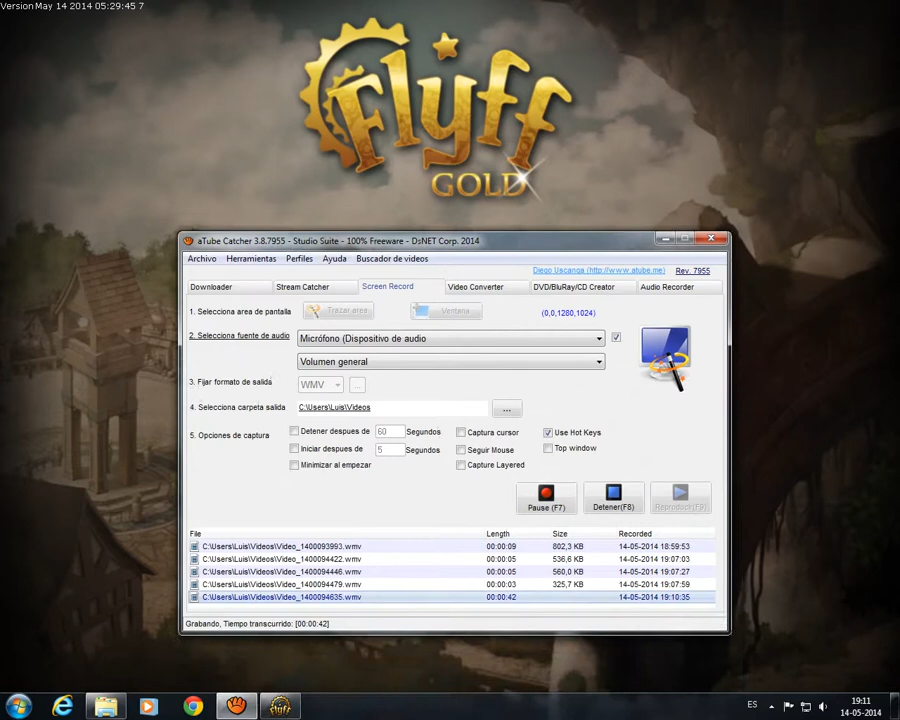 Version May 14 2014 05:29:45 7
Flyff
GOLD
aTube Catcher 3.8.7955 - Studio Suite - 100% Freeware - DsNET Corp. 2014
Archivo Herramientas Perfiles Ayuda Buscador de videos
Diego Uscanga (http://www.atube.me) Rev. 7955
Downloader Stream Catcher Screen Record Video Converter DVD/BluRay/CD Creator Audio Recorder
1. Selecciona area de pantalla Trazar area Ventana (0,0,1280,1024)
2. Selecciona fuente de audio Micrófono (Dispositivo de audio
Volumen general
3. Fijar formato de salida WMV ...
4. Selecciona carpeta salida C:\Users\Luis\Videos ...
5. Opciones de captura
Detener despues de 60 Segundos Captura cursor Use Hot Keys
Iniciar despues de 5 Segundos Seguir Mouse Top window
Minimizar al empezar Capture Layered
Pause (F7) Detener(F8) Reproducir(F9)
File Length Size Recorded
C:\Users\Luis\Videos\Video_1400093993.wmv 00:00:09 802,3 KB 14-05-2014 18:59:53
C:\Users\Luis\Videos\Video_1400094422.wmv 00:00:05 536,6 KB 14-05-2014 19:07:03
C:\Users\Luis\Videos\Video_1400094446.wmv 00:00:05 560,0 KB 14-05-2014 19:07:27
C:\Users\Luis\Videos\Video_1400094479.wmv 00:00:03 325,7 KB 14-05-2014 19:07:59
C:\Users\Luis\Videos\Video_1400094635.wmv 00:00:42 14-05-2014 19:10:35
Grabando, Tiempo transcurrido: [00:00:42]
flyff
ES 19:11
14-05-2014